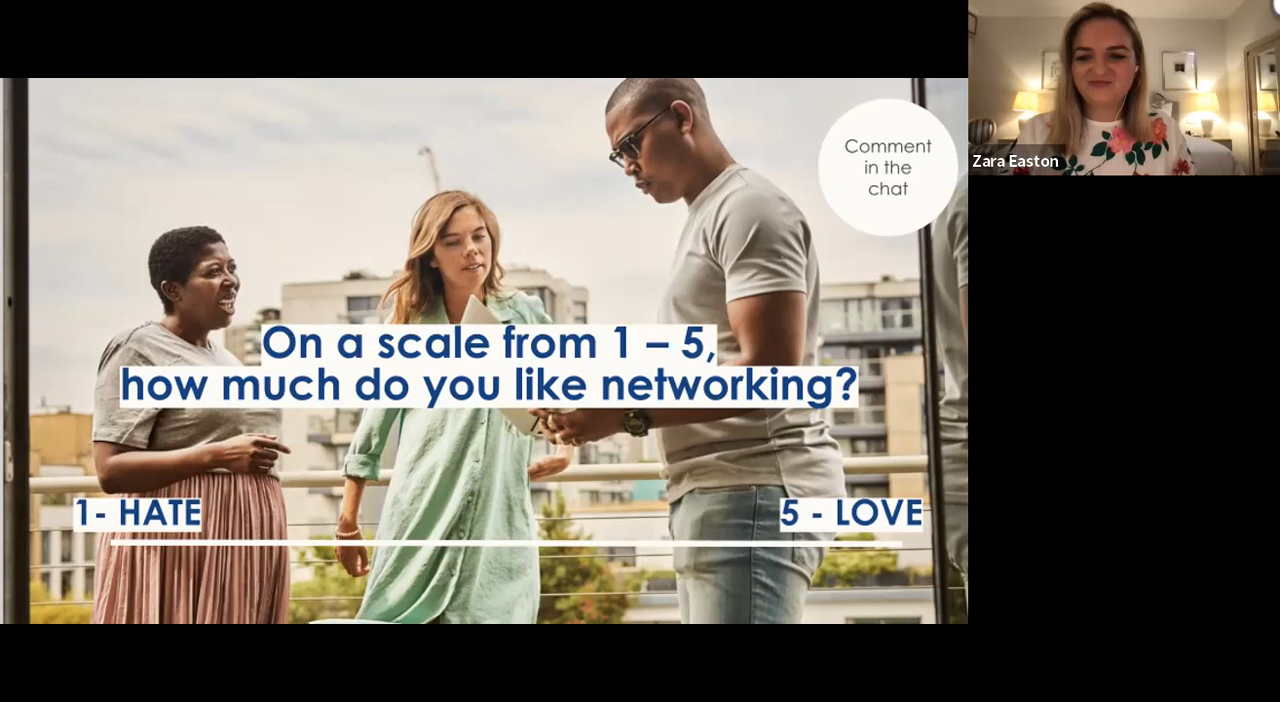 Comment
in the
chat
On a scale from 1 – 5,
how much do you like networking?
1- HATE
5 - LOVE
Zara Easton